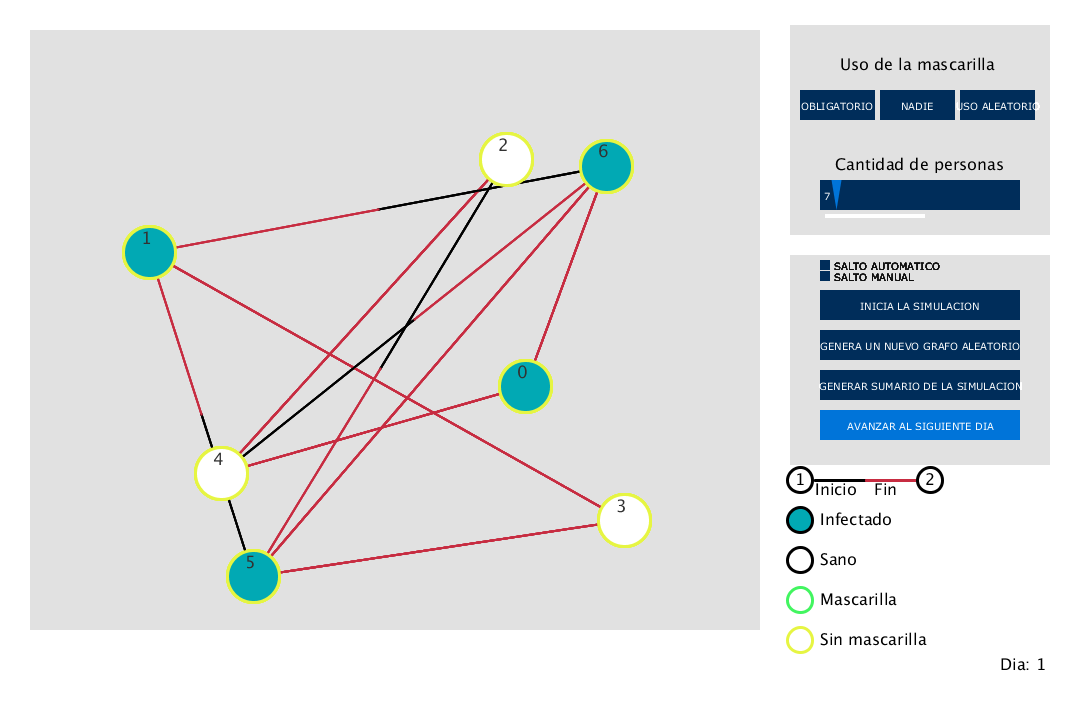 2
6
1
0
4
3
5
Uso de la mascarilla
OBLIGATORIO NADIE USO ALEATORIO
Cantidad de personas
7
SALTO AUTOMATICO
SALTO MANUAL
INICIA LA SIMULACION
GENERA UN NUEVO GRAFO ALEATORIO
GENERAR SUMARIO DE LA SIMULACION
AVANZAR AL SIGUIENTE DIA
1 Inicio Fin 2
Infectado
Sano
Mascarilla
Sin mascarilla
Dia: 1